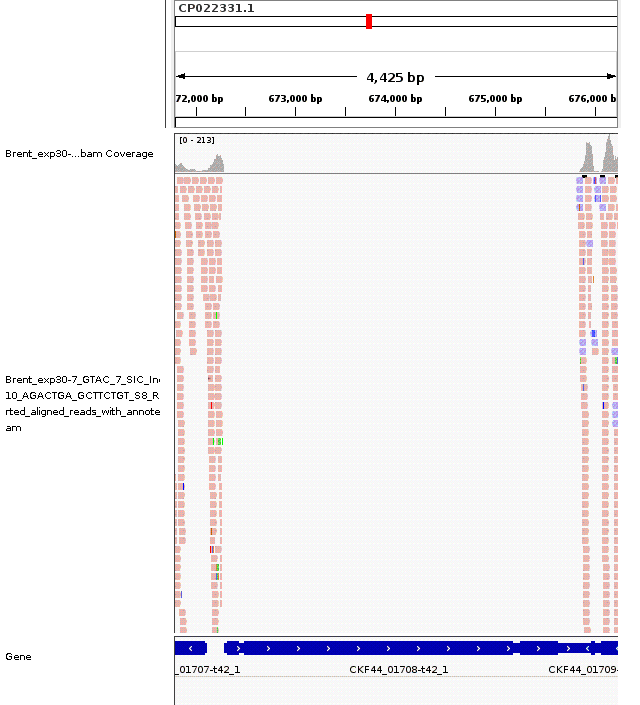 CP022331.1
4,425 bp
72,000 bp 673,000 bp 674,000 bp 675,000 bp 676,000 b
Brent_exp30-...bam Coverage
[0 - 213]
Brent_exp30-7_GTAC_7_SIC_In
10_AGACTGA_GCTTCTGT_S8_R
rted_aligned_reads_with_annote
am
Gene
_01707-t42_1 CKF44_01708-t42_1 CKF44_01709-